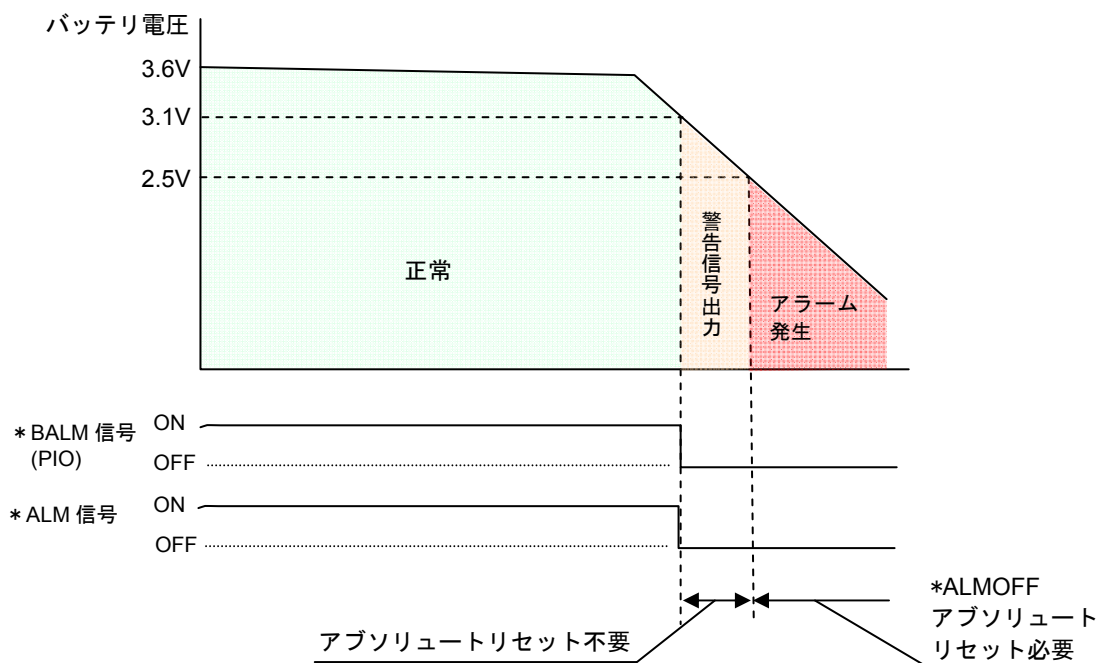 バッテリ電圧
3.6V
3.1V
2.5V
正常
警告信号出力
アラーム
発生
*BALM 信号
(PIO)
ON
OFF
*ALM 信号
ON
OFF
アブソリュートリセット不要
*ALMOFF
アブソリュート
リセット必要